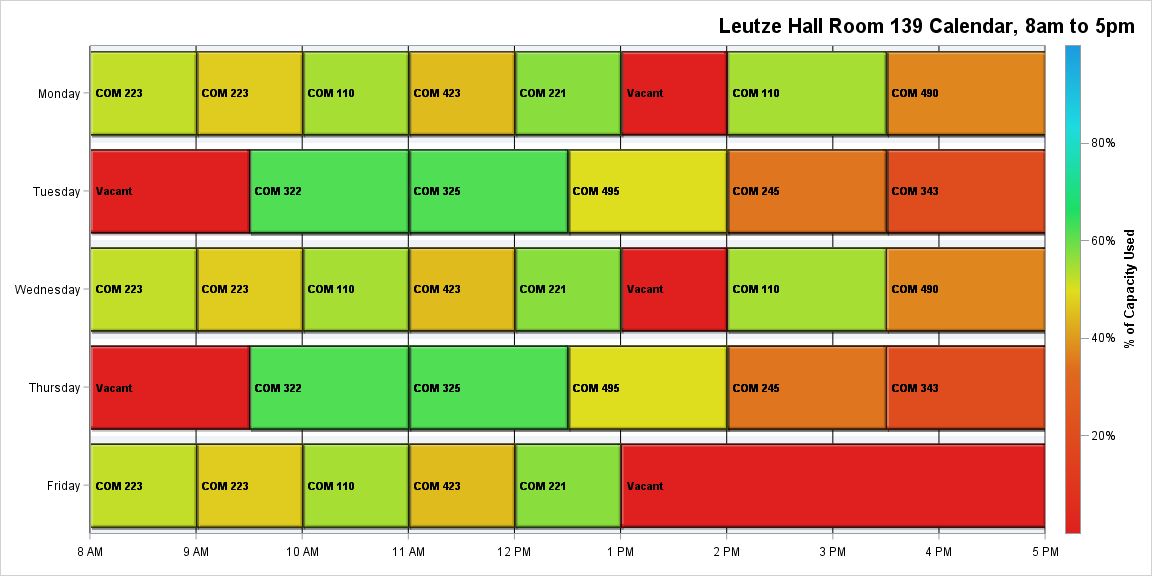 Leutze Hall Room 139 Calendar, 8am to 5pm
Monday
COM 223
COM 223
COM 110
COM 423
COM 221
Vacant
COM 110
COM 490
Tuesday
Vacant
COM 322
COM 325
COM 495
COM 245
COM 343
Wednesday
COM 223
COM 223
COM 110
COM 423
COM 221
Vacant
COM 110
COM 490
Thursday
Vacant
COM 322
COM 325
COM 495
COM 245
COM 343
Friday
COM 223
COM 223
COM 110
COM 423
COM 221
Vacant
8 AM
9 AM
10 AM
11 AM
12 PM
1 PM
2 PM
3 PM
4 PM
5 PM
80%
60%
40%
20%
% of Capacity Used